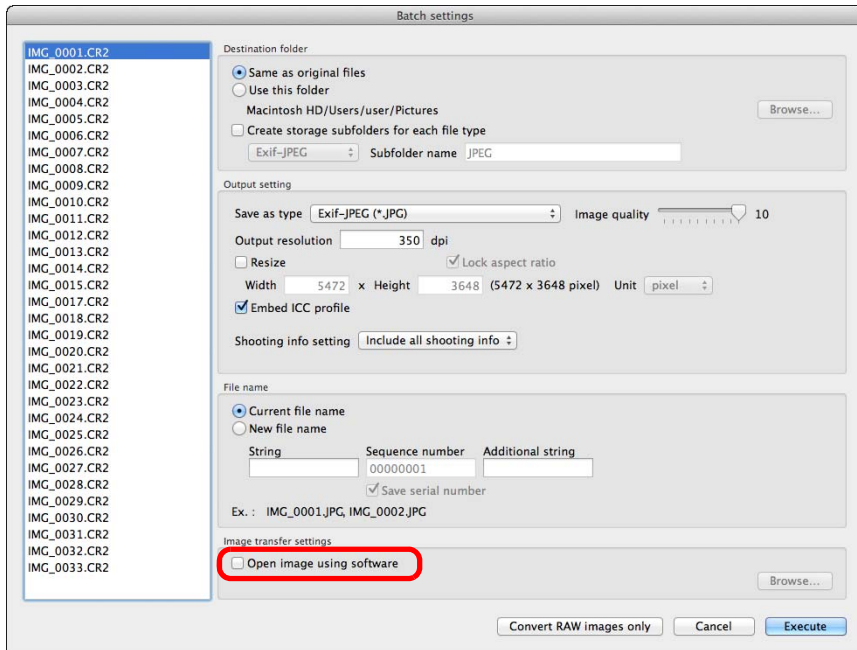 Batch settings
IMG_0001.CR2
IMG_0002.CR2
IMG_0003.CR2
IMG_0004.CR2
IMG_0005.CR2
IMG_0006.CR2
IMG_0007.CR2
IMG_0008.CR2
IMG_0009.CR2
IMG_0010.CR2
IMG_0011.CR2
IMG_0012.CR2
IMG_0013.CR2
IMG_0014.CR2
IMG_0015.CR2
IMG_0017.CR2
IMG_0018.CR2
IMG_0019.CR2
IMG_0020.CR2
IMG_0021.CR2
IMG_0022.CR2
IMG_0023.CR2
IMG_0024.CR2
IMG_0025.CR2
IMG_0026.CR2
IMG_0027.CR2
IMG_0028.CR2
IMG_0029.CR2
IMG_0030.CR2
IMG_0031.CR2
IMG_0032.CR2
IMG_0033.CR2
Destination folder
Same as original files
Use this folder
Macintosh HD/Users/user/Pictures Browse...
Create storage subfolders for each file type
Exif-JPEG Subfolder name JPEG
Output setting
Save as type Exif-JPEG (*.JPG) Image quality 10
Output resolution 350 dpi
Resize Lock aspect ratio
Width 5472 x Height 3648 (5472 x 3648 pixel) Unit pixel
Embed ICC profile
Shooting info setting Include all shooting info
File name
Current file name
New file name
String Sequence number Additional string
00000001
Save serial number
Ex. : IMG_0001.JPG, IMG_0002.JPG
Image transfer settings
Open image using software
Browse...
Convert RAW images only Cancel Execute